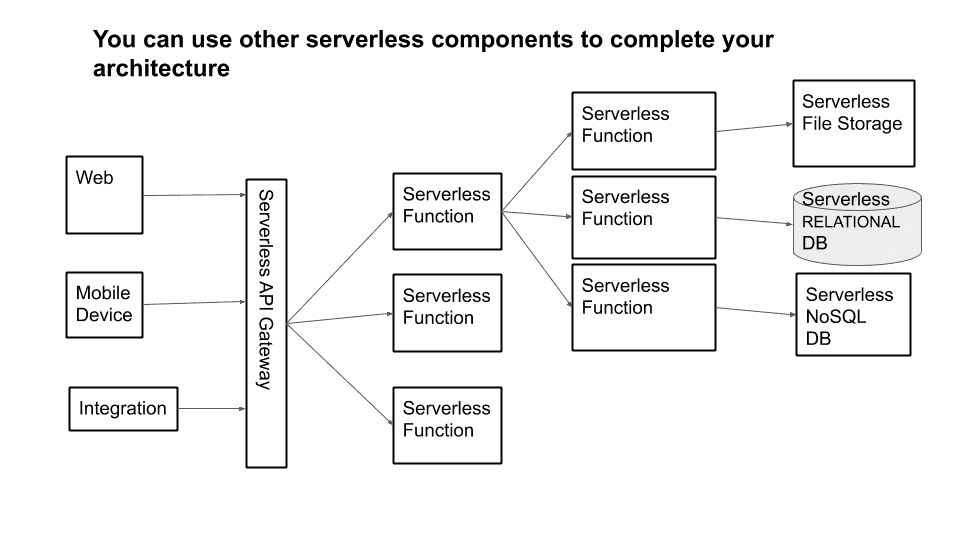 You can use other serverless components to complete your
architecture
Web
Mobile
Device
Integration
Serverless API Gateway
Serverless
Function
Serverless
Function
Serverless
Function
Serverless
Function
Serverless
Function
Serverless
Function
Serverless
File Storage
Serverless
RELATIONAL
DB
Serverless
NoSQL
DB